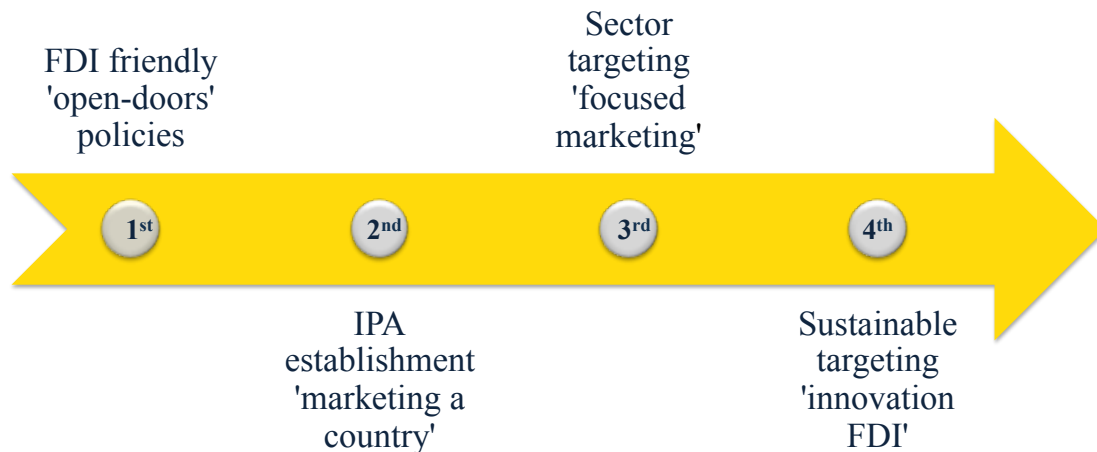 FDI friendly
'open-doors'
policies
Sector
targeting
'focused
marketing'
1st
2nd
3rd
4th
IPA
establishment
'marketing a
country'
Sustainable
targeting
'innovation
FDI'